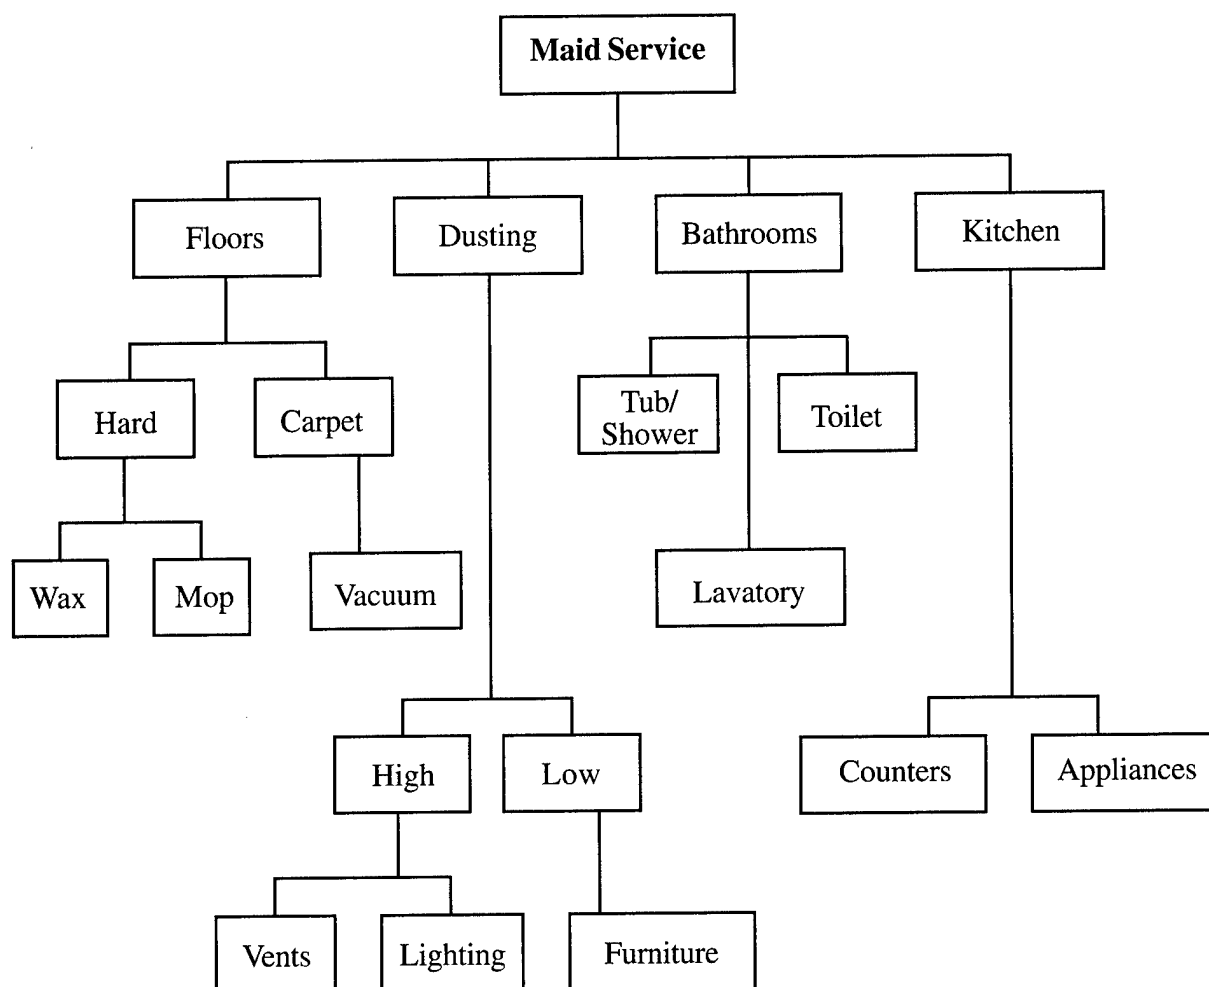 Maid Service
Floors
Dusting
Bathrooms
Kitchen
Hard
Carpet
Tub/
Shower
Toilet
Wax
Mop
Vacuum
Lavatory
High
Low
Counters
Appliances
Vents
Lighting
Furniture